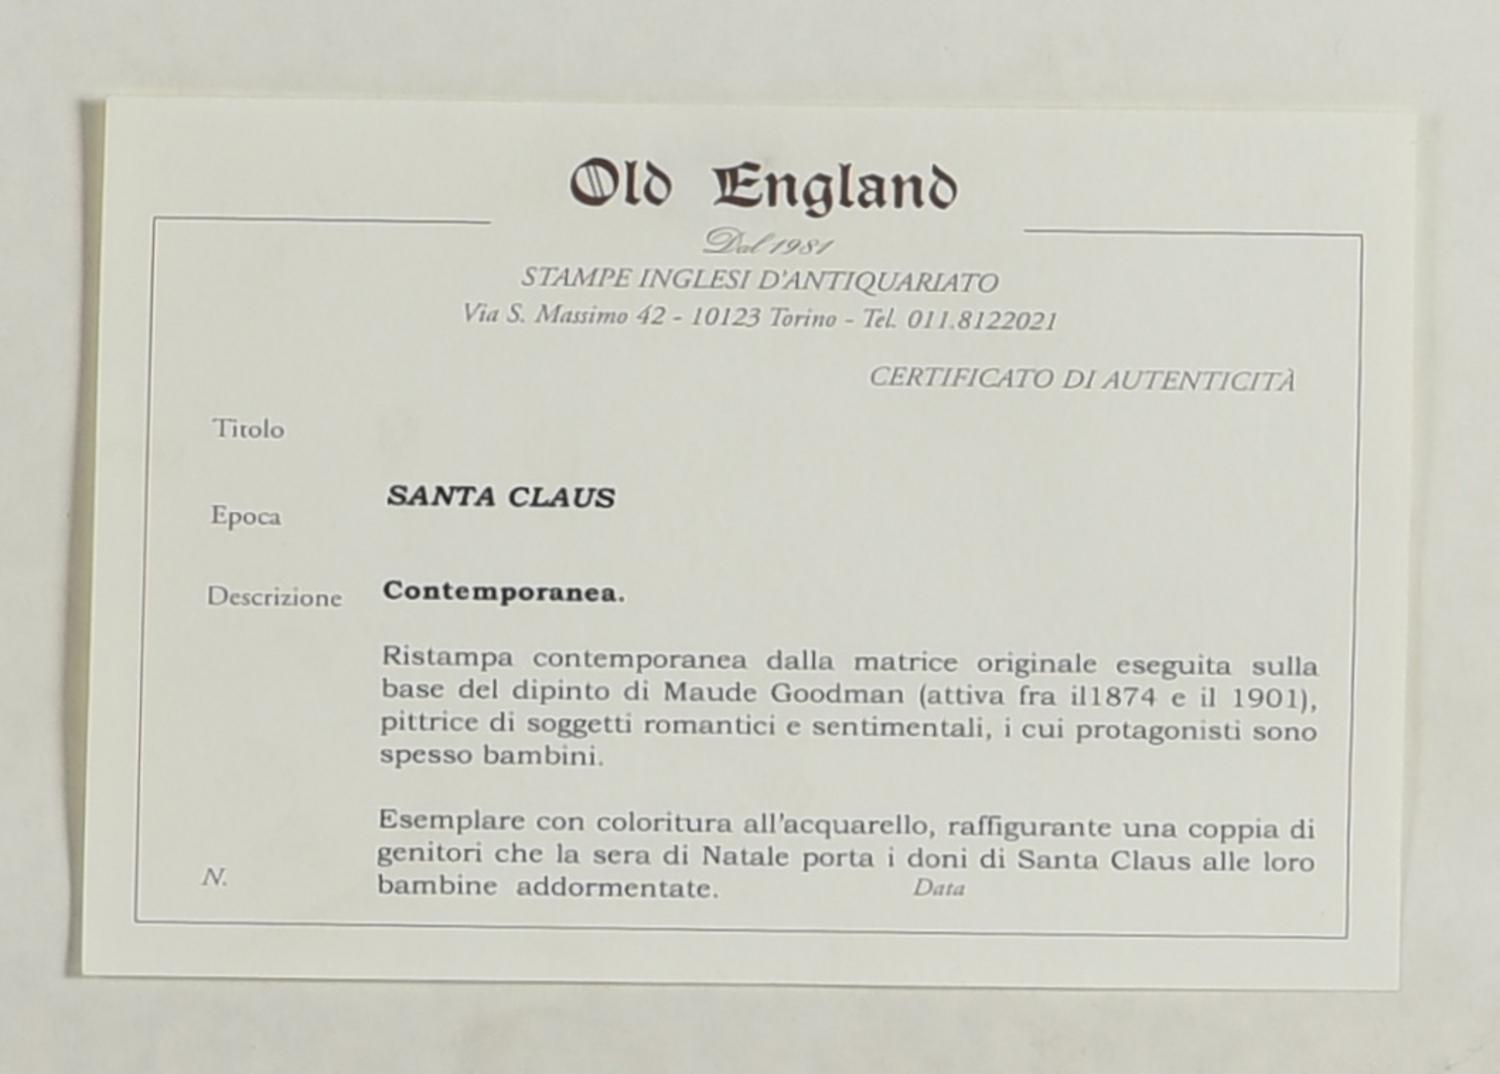 Old England
Dal 1981
STAMPE INGLESI D'ANTIQUARIATO
Via S. Massimo 42 - 10123 Torino - Tel. 011.8122021
CERTIFICATO DI AUTENTICITÀ
Titolo
SANTA CLAUS
Epoca
Contemporanea.
Descrizione
Ristampa contemporanea dalla matrice originale eseguita sulla
base del dipinto di Maude Goodman (attiva fra il1874 e il 1901),
pittrice di soggetti romantici e sentimentali, i cui protagonisti sono
spesso bambini.
Esemplare con coloritura all'acquarello, raffigurante una coppia di
genitori che la sera di Natale porta i doni di Santa Claus alle loro
bambine addormentate.
N.
Data